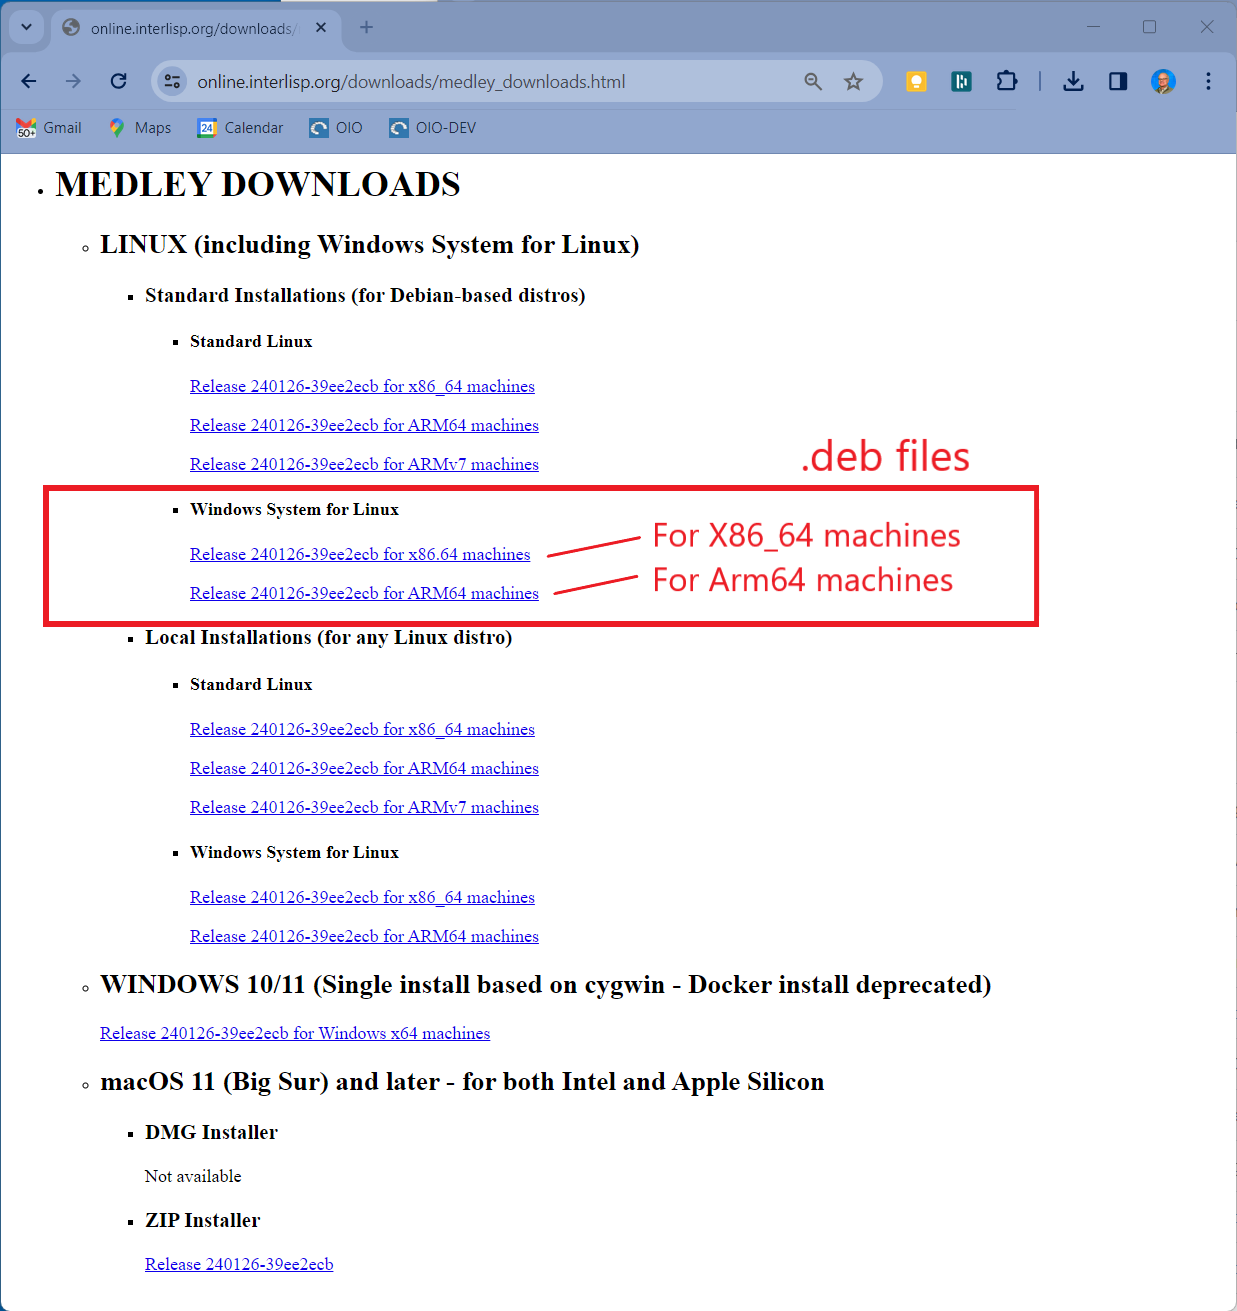 online.interlisp.org/downloads/
online.interlisp.org/downloads/medley_downloads.html
50+ Gmail Maps 24 Calendar OIO OIO-DEV
MEDLEY DOWNLOADS
LINUX (including Windows System for Linux)
Standard Installations (for Debian-based distros)
Standard Linux
Release 240126-39ee2ecb for x86_64 machines
Release 240126-39ee2ecb for ARM64 machines
.deb files
Release 240126-39ee2ecb for ARMv7 machines
Windows System for Linux
For X86_64 machines
Release 240126-39ee2ecb for x86.64 machines
For Arm64 machines
Release 240126-39ee2ecb for ARM64 machines
Local Installations (for any Linux distro)
Standard Linux
Release 240126-39ee2ecb for x86_64 machines
Release 240126-39ee2ecb for ARM64 machines
Release 240126-39ee2ecb for ARMv7 machines
Windows System for Linux
Release 240126-39ee2ecb for x86_64 machines
Release 240126-39ee2ecb for ARM64 machines
WINDOWS 10/11 (Single install based on cygwin - Docker install deprecated)
Release 240126-39ee2ecb for Windows x64 machines
macOS 11 (Big Sur) and later - for both Intel and Apple Silicon
DMG Installer
Not available
ZIP Installer
Release 240126-39ee2ecb